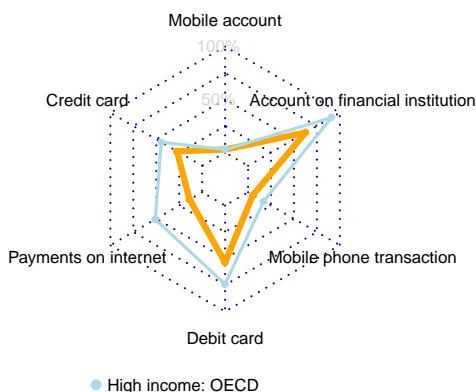 Mobile account
100%
50%
Credit card
Account on financial institution
Payments on internet
Mobile phone transaction
Debit card
High income: OECD